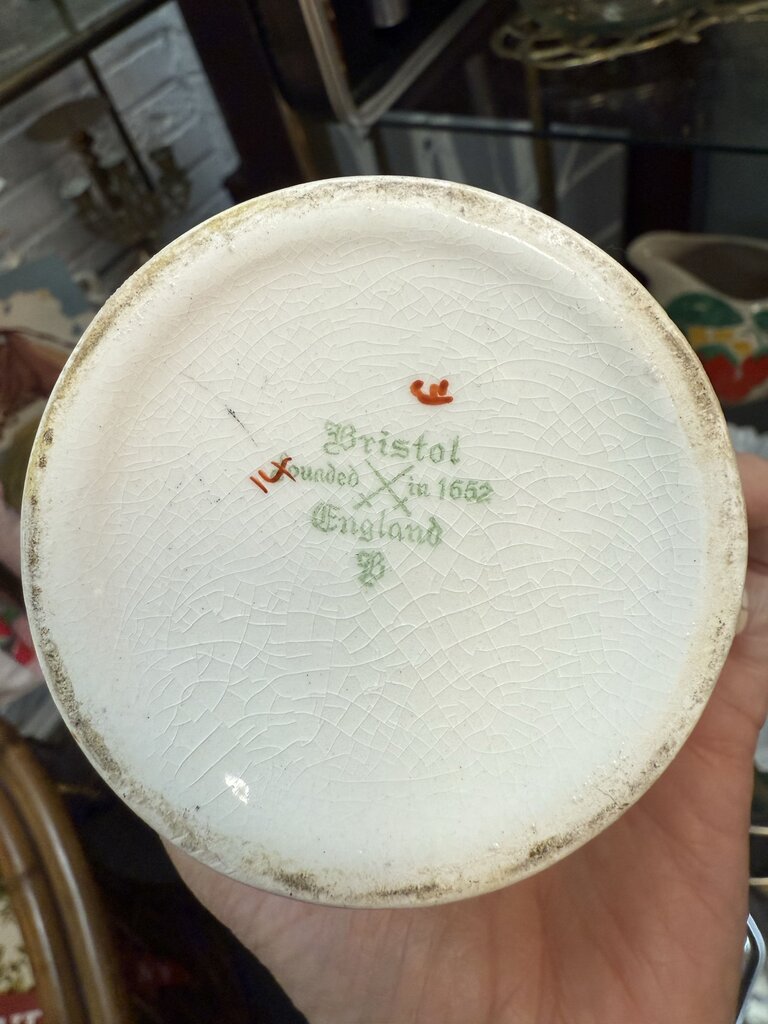 Bristol
Founded in 1652
England
B